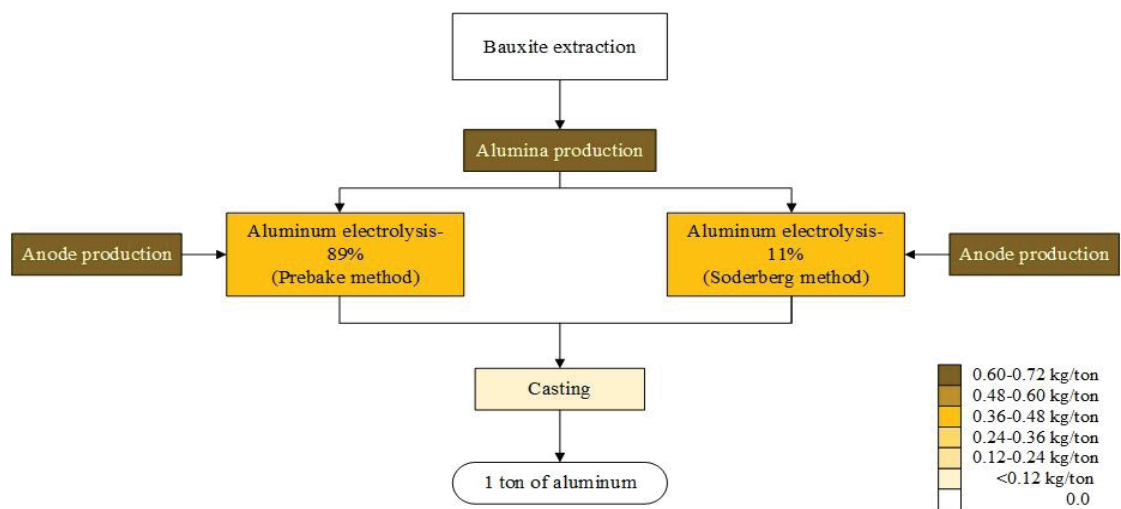 Bauxite extraction
Alumina production
Anode production
Aluminum electrolysis-
89%
(Prebake method)
Aluminum electrolysis-
11%
(Soderberg method)
Anode production
Casting
1 ton of aluminum
0.60-0.72 kg/ton
0.48-0.60 kg/ton
0.36-0.48 kg/ton
0.24-0.36 kg/ton
0.12-0.24 kg/ton
<0.12 kg/ton
0.0